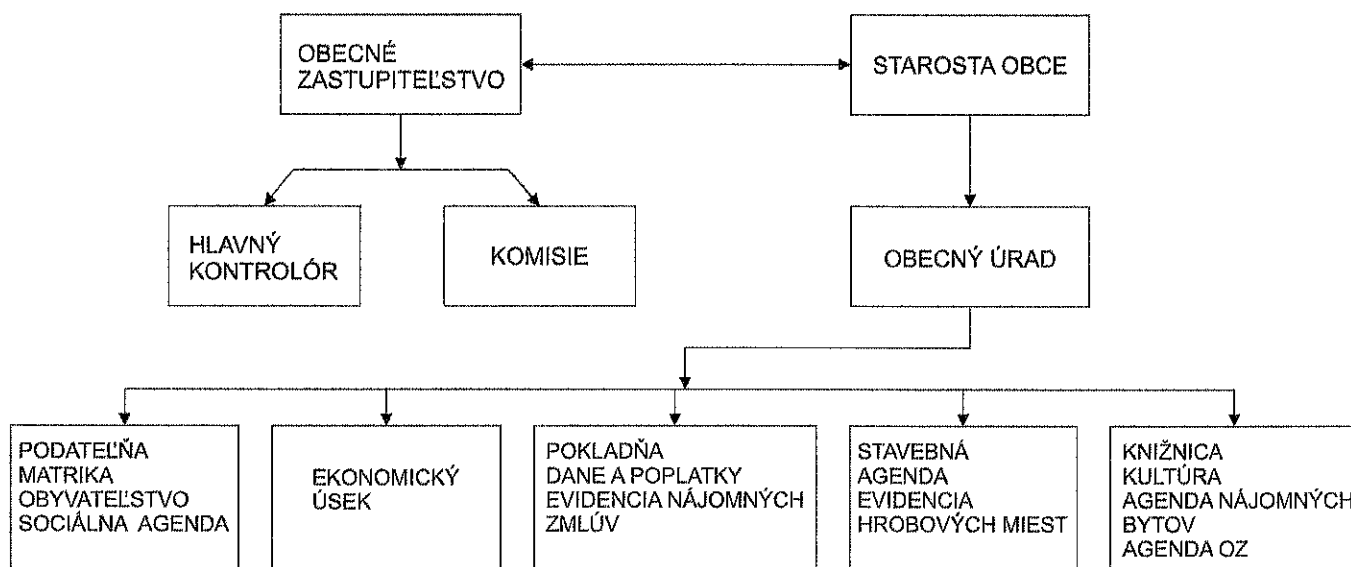 OBECNÉ
ZASTUPITEĽSTVO
STAROSTA OBCE
HLAVNÝ
KONTROLÓR
KOMISIE
OBECNÝ ÚRAD
PODATEĽŇA
MATRIKA
OBYVATEĽSTVO
SOCIÁLNA AGENDA
EKONOMICKÝ
ÚSEK
POKLADŇA
DANE A POPLATKY
EVIDENCIA NÁJOMNÝCH
ZMLÚV
STAVEBNÁ
AGENDA
EVIDENCIA
HROBOVÝCH MIEST
KNIŽNICA
KULTÚRA
AGENDA NÁJOMNÝCH
BYTOV
AGENDA OZ